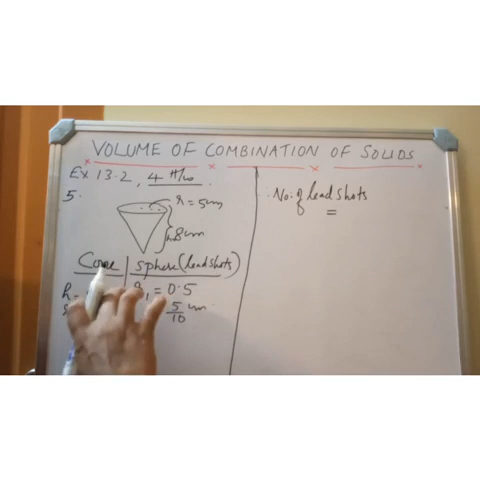 VOLUME OF COMBINATION OF SOLIDS
Ex 13.2, 4 H/w
5.
r = 5cm
h=8cm
Cone | Sphere (lead shots)
h = 
r₁ = 0.5
= 5/10 cm
No. of lead shots
=